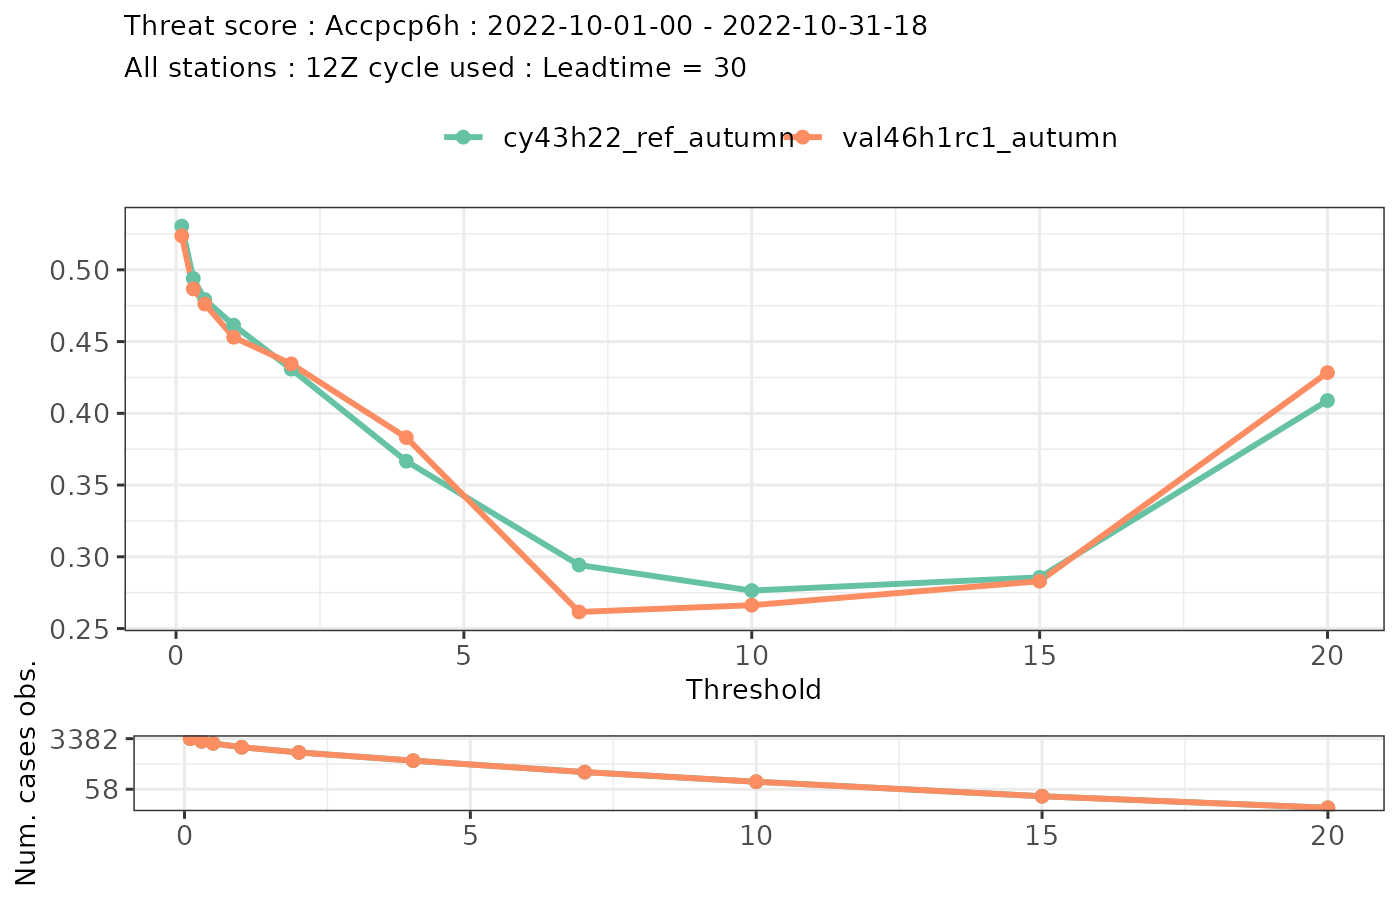 Threat score : Accpcp6h : 2022-10-01-00 - 2022-10-31-18
All stations : 12Z cycle used : Leadtime = 30
cy43h22_ref_autumn val46h1rc1_autumn
0.50
0.45
0.40
0.35
0.30
0.25
0 5 10 15 20
Threshold
Num. cases obs.
3382
58
0 5 10 15 20